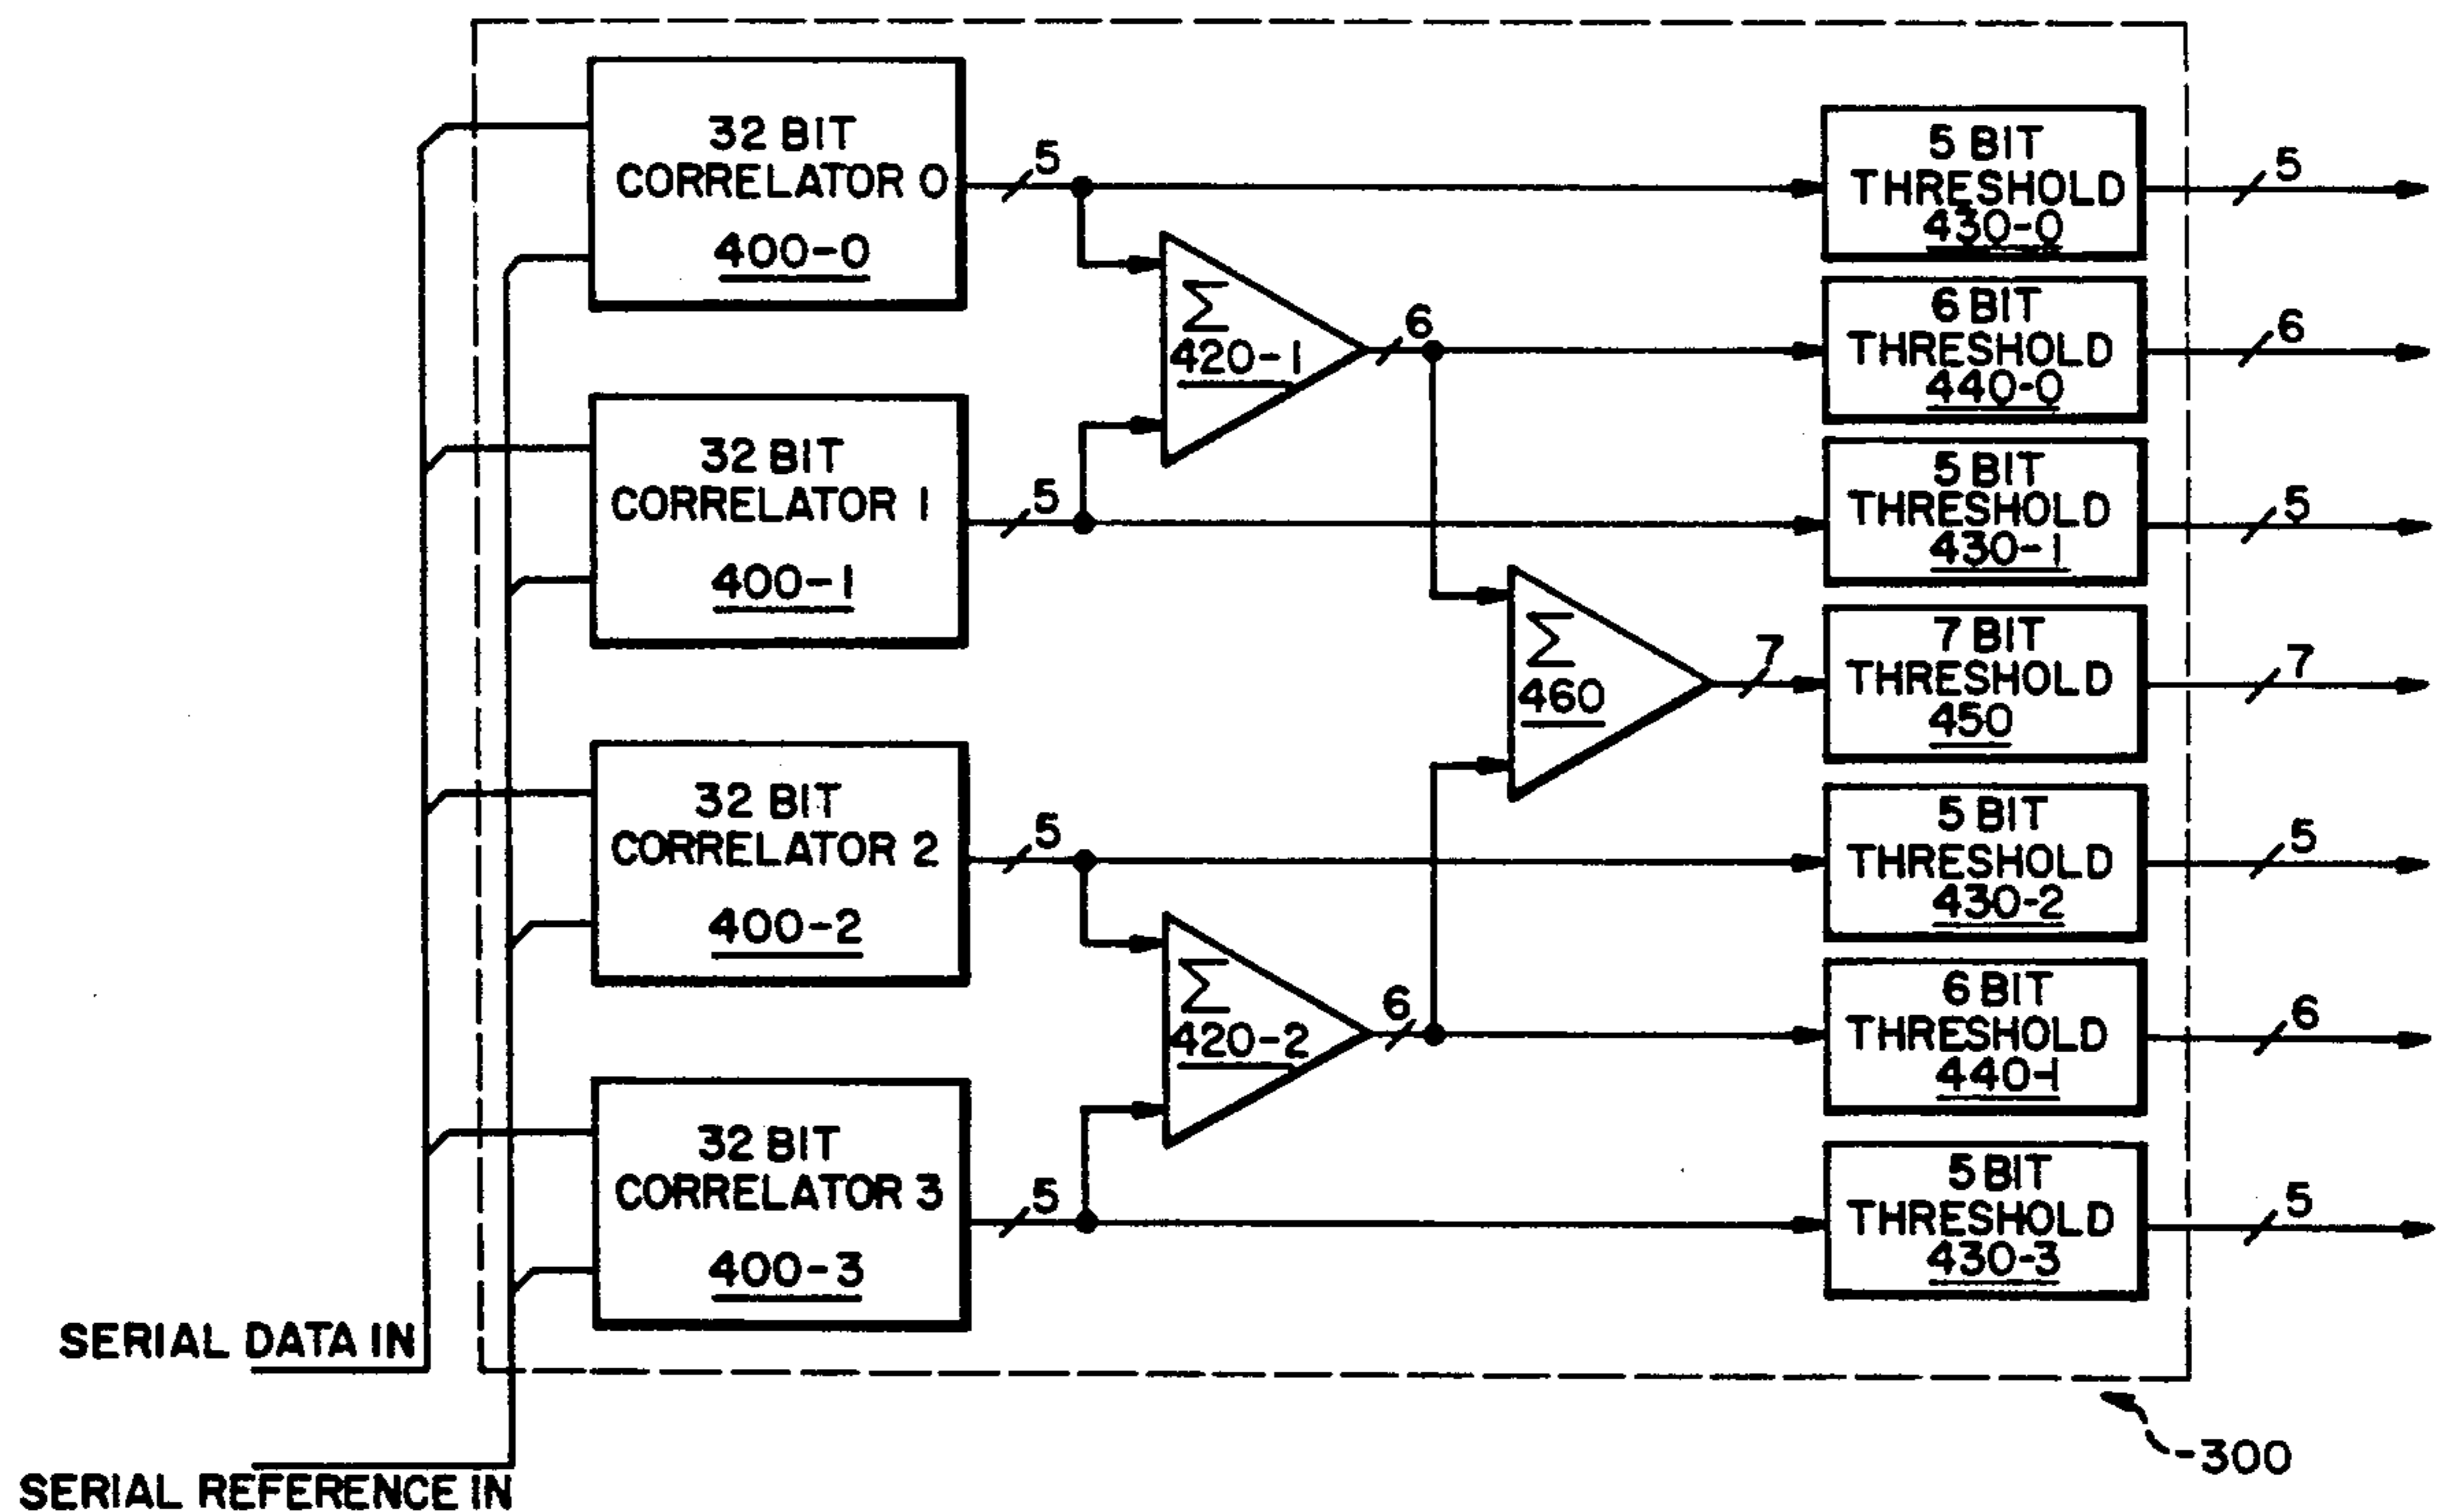 32 BIT
CORRELATOR 0
400-0
5
5 BIT
THRESHOLD
430-0
5
Σ
420-1
6
6 BIT
THRESHOLD
440-0
6
32 BIT
CORRELATOR 1
400-1
5
5 BIT
THRESHOLD
430-1
5
Σ
460
7
7 BIT
THRESHOLD
450
7
32 BIT
CORRELATOR 2
400-2
5
5 BIT
THRESHOLD
430-2
5
Σ
420-2
6
6 BIT
THRESHOLD
440-1
6
32 BIT
CORRELATOR 3
400-3
5
5 BIT
THRESHOLD
430-3
5
SERIAL DATA IN
SERIAL REFERENCE IN
300